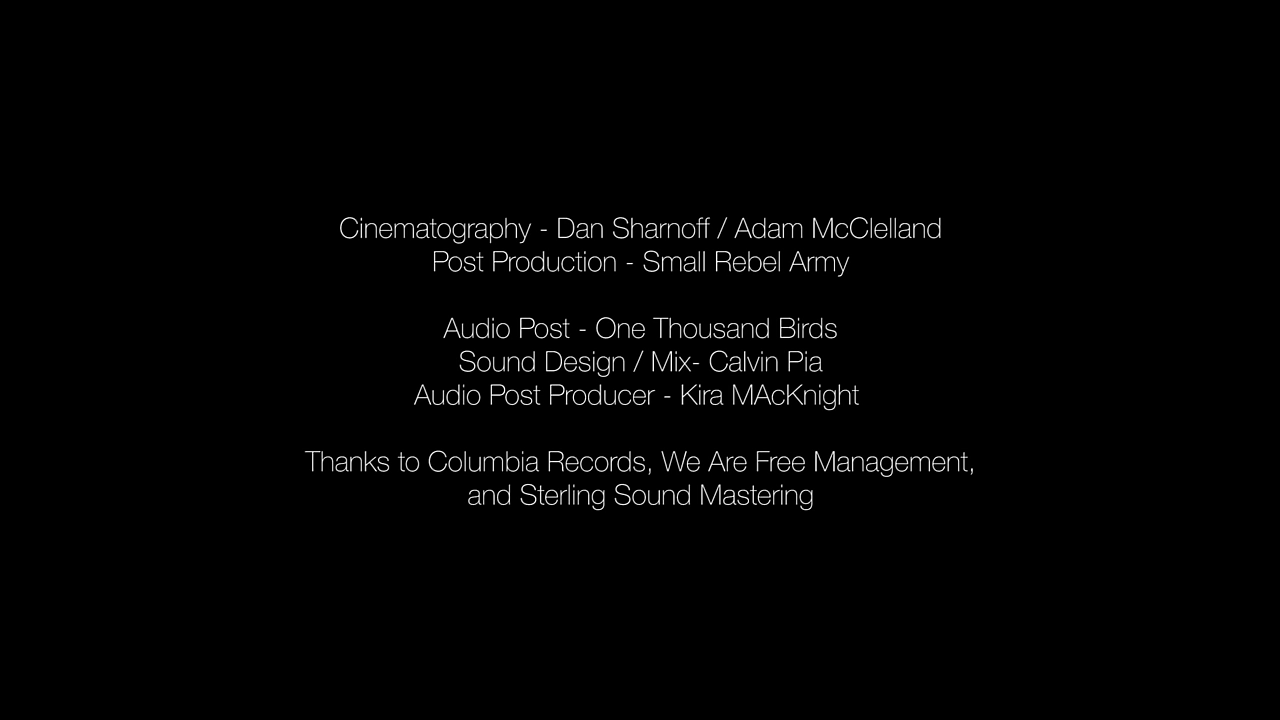 Cinematography - Dan Sharnoff / Adam McClelland
Post Production - Small Rebel Army
Audio Post - One Thousand Birds
Sound Design / Mix- Calvin Pia
Audio Post Producer - Kira MAcKnight
Thanks to Columbia Records, We Are Free Management,
and Sterling Sound Mastering